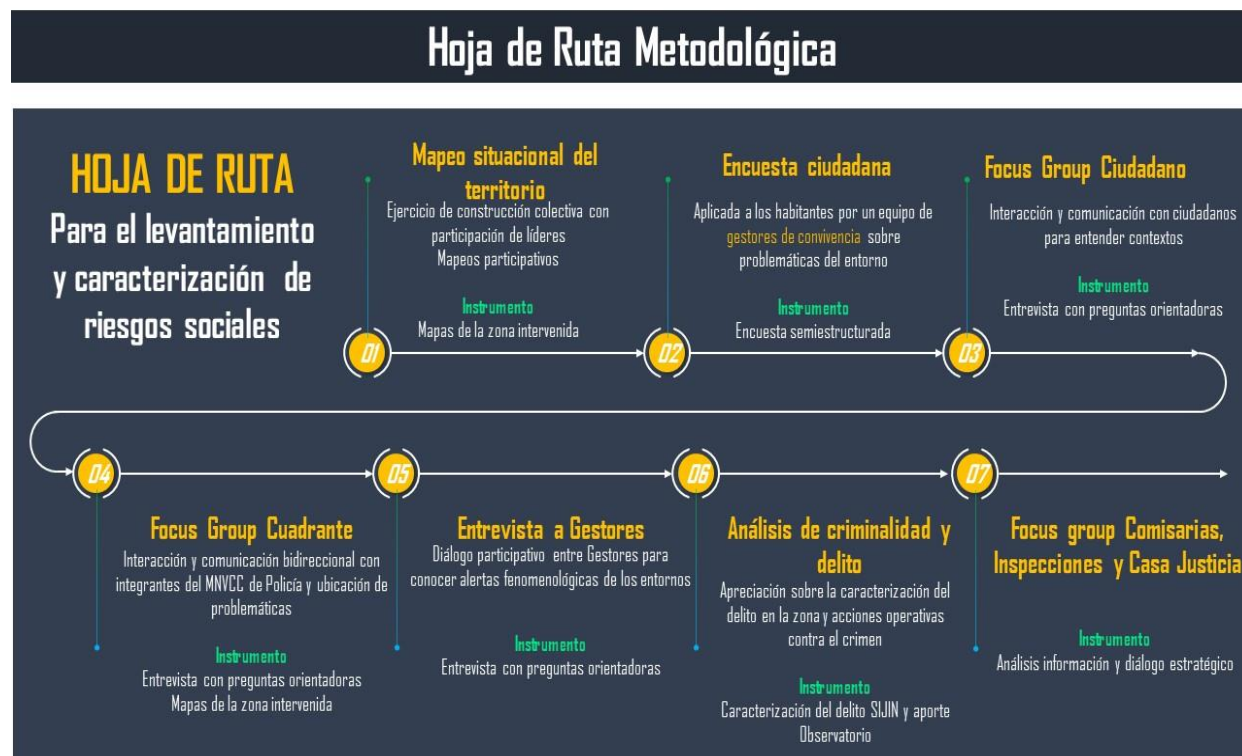 Hoja de Ruta Metodológica
HOJA DE RUTA
Para el levantamiento
y caracterización de
riesgos sociales
Mapeo situacional del
territorio
Ejercicio de construcción colectiva con
participación de líderes
Mapeos participativos
Instrumento
Mapas de la zona intervenida
01
Encuesta ciudadana
Aplicada a los habitantes por un equipo de
gestores de convivencia sobre
problemáticas del entorno
Instrumento
Encuesta semiestructurada
02
Focus Group Ciudadano
Interacción y comunicación con ciudadanos
para entender contextos
Instrumento
Entrevista con preguntas orientadoras
03
04
Focus Group Cuadrante
Interacción y comunicación bidireccional con
integrantes del MNVCC de Policía y ubicación de
problemáticas
Instrumento
Entrevista con preguntas orientadoras
Mapas de la zona intervenida
05
Entrevista a Gestores
Diálogo participativo entre Gestores para
conocer alertas fenomenológicas de los entornos
Instrumento
Entrevista con preguntas orientadoras
06
Análisis de criminalidad y
delito
Apreciación sobre la caracterización del
delito en la zona y acciones operativas
contra el crimen
Instrumento
Caracterización del delito SIJIN y aporte
Observatorio
07
Focus group Comisarias,
Inspecciones y Casa Justicia
Instrumento
Análisis información y diálogo estratégico